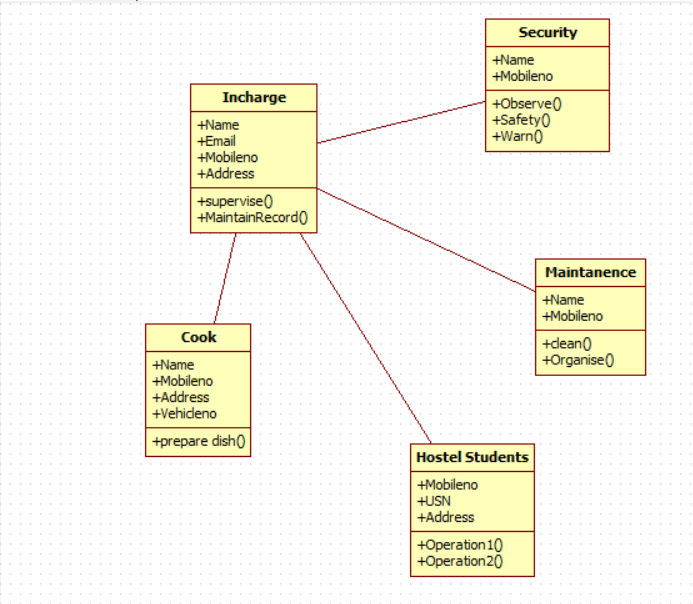 Security
+Name
+Mobileno
+Observe()
+Safety()
+Warn()
Incharge
+Name
+Email
+Mobileno
+Address
+supervise()
+MaintainRecord()
Maintanence
+Name
+Mobileno
+clean()
+Organise()
Cook
+Name
+Mobileno
+Address
+Vehicleno
+prepare dish()
Hostel Students
+Mobileno
+USN
+Address
+Operation1()
+Operation2()